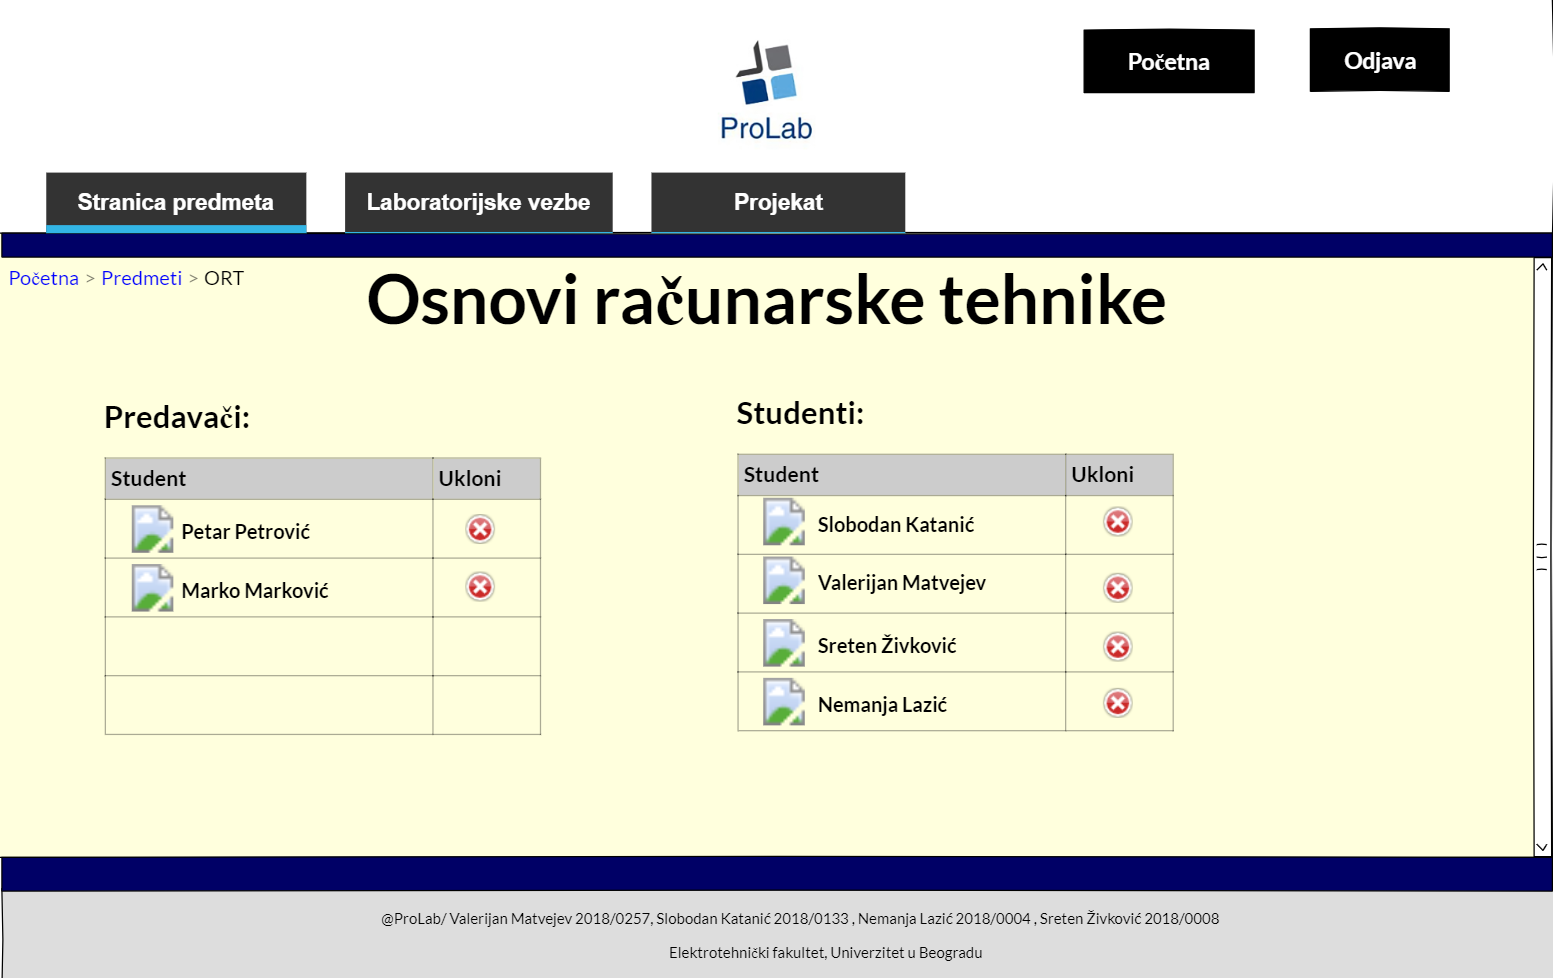 ProLab
Početna
Odjava
Stranica predmeta
Laboratorijske vezbe
Projekat
Početna > Predmeti > ORT
Osnovi računarske tehnike
Predavači:
Student Ukloni
Petar Petrović
Marko Marković
Studenti:
Student Ukloni
Slobodan Katanić
Valerijan Matvejev
Sreten Živković
Nemanja Lazić
@ProLab/ Valerijan Matvejev 2018/0257, Slobodan Katanić 2018/0133 , Nemanja Lazić 2018/0004 , Sreten Živković 2018/0008
Elektrotehnički fakultet, Univerzitet u Beogradu